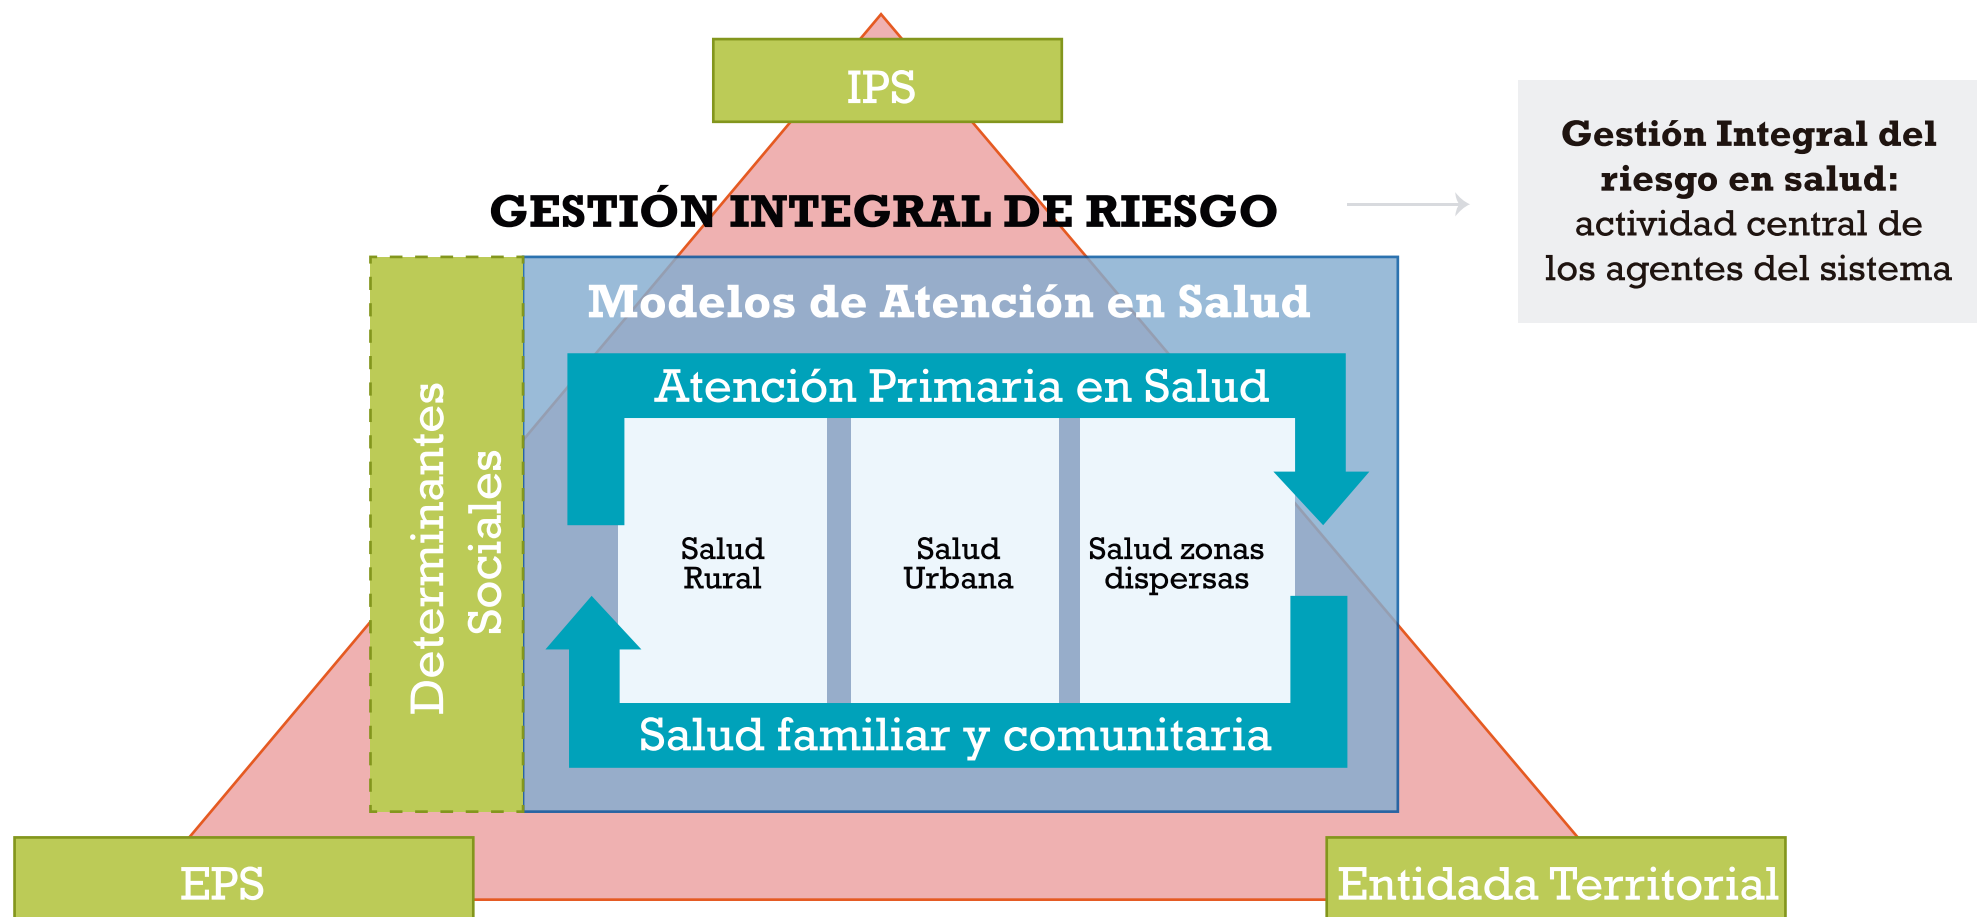 IPS
GESTIÓN INTEGRAL DE RIESGO
Gestión Integral del
riesgo en salud:
actividad central de
los agentes del sistema
Modelos de Atención en Salud
Atención Primaria en Salud
Determinantes
Sociales
Salud
Rural
Salud
Urbana
Salud zonas
dispersas
Salud familiar y comunitaria
EPS
Entidada Territorial